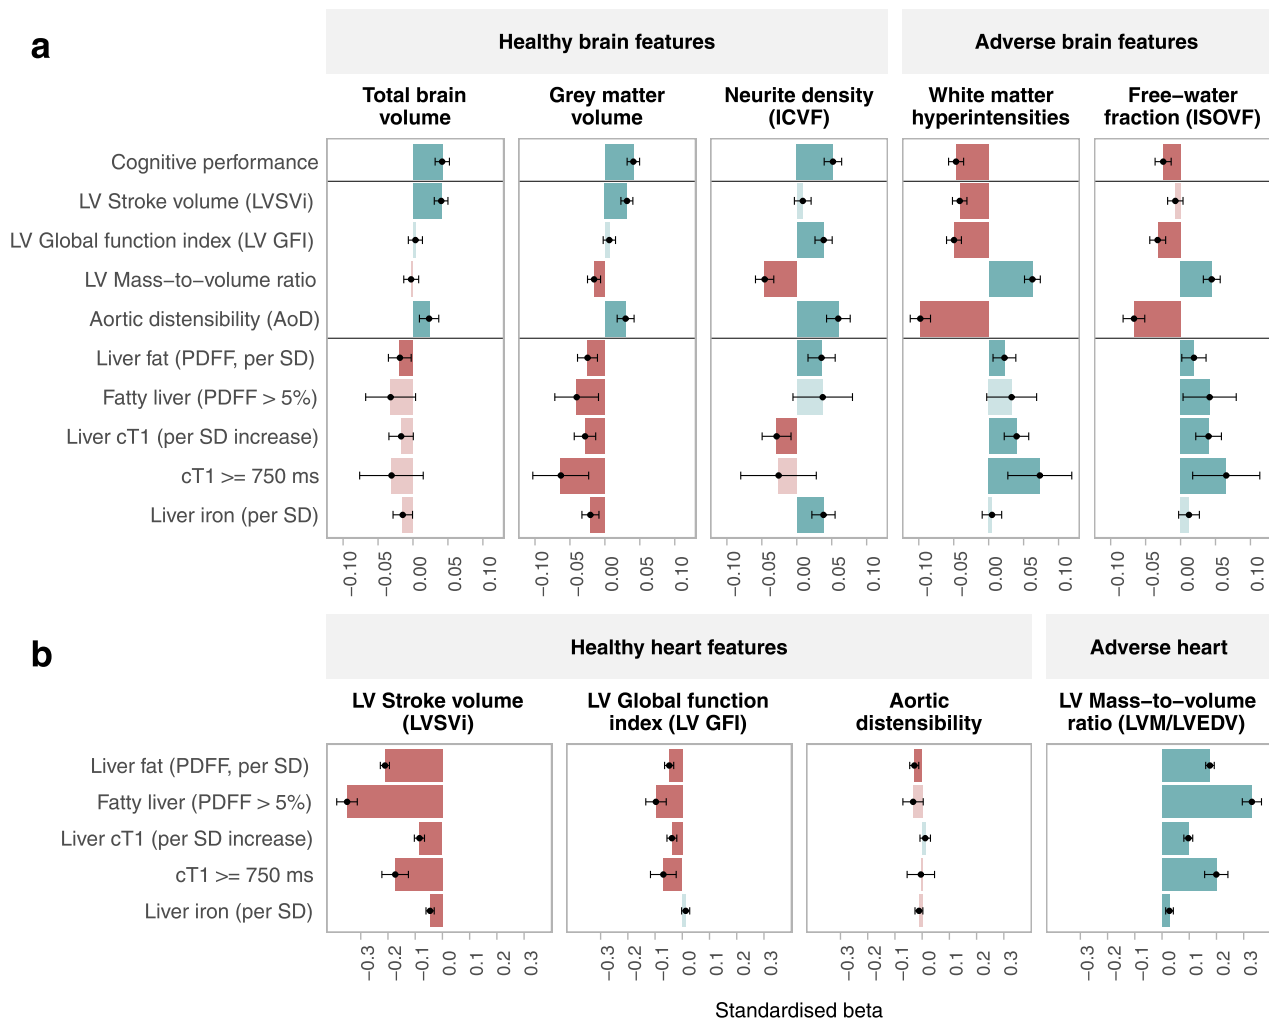 a
Healthy brain features
Adverse brain features
Total brain
volume
Grey matter
volume
Neurite density
(ICVF)
White matter
hyperintensities
Free−water
fraction (ISOVF)
Cognitive performance
LV Stroke volume (LVSVi)
LV Global function index (LV GFI)
LV Mass−to−volume ratio
Aortic distensibility (AoD)
Liver fat (PDFF, per SD)
Fatty liver (PDFF > 5%)
Liver cT1 (per SD increase)
cT1 >= 750 ms
Liver iron (per SD)
−0.10 −0.05 0.00 0.05 0.10
−0.10 −0.05 0.00 0.05 0.10
−0.10 −0.05 0.00 0.05 0.10
−0.10 −0.05 0.00 0.05 0.10
−0.10 −0.05 0.00 0.05 0.10
b
Healthy heart features
Adverse heart
LV Stroke volume
(LVSVi)
LV Global function
index (LV GFI)
Aortic
distensibility
LV Mass−to−volume
ratio (LVM/LVEDV)
Liver fat (PDFF, per SD)
Fatty liver (PDFF > 5%)
Liver cT1 (per SD increase)
cT1 >= 750 ms
Liver iron (per SD)
−0.3 −0.2 −0.1 0.0 0.1 0.2 0.3
−0.3 −0.2 −0.1 0.0 0.1 0.2 0.3
−0.3 −0.2 −0.1 0.0 0.1 0.2 0.3
−0.3 −0.2 −0.1 0.0 0.1 0.2 0.3
Standardised beta